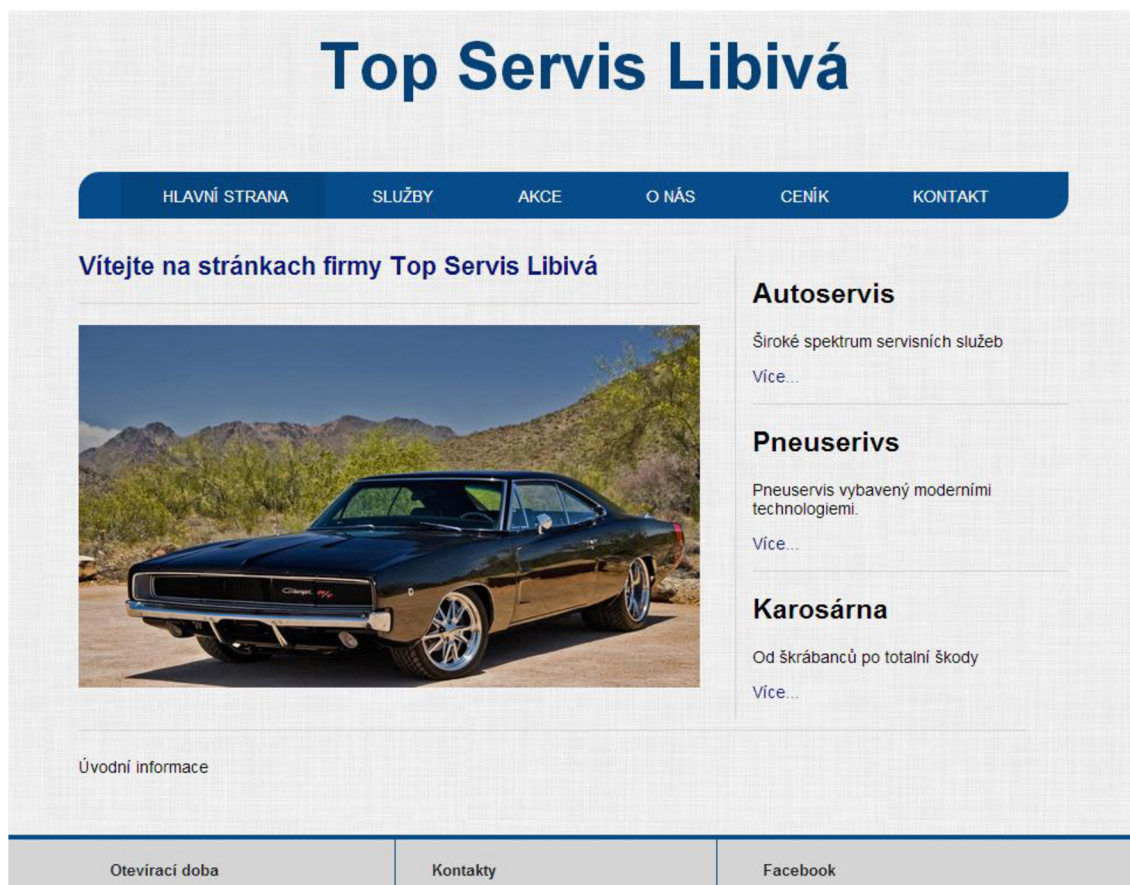 Top Servis Libivá
HLAVNÍ STRANA SLUŽBY AKCE O NÁS CENÍK KONTAKT
Vítejte na stránkach firmy Top Servis Libivá
Charger R/T
Autoservis
Široké spektrum servisních služeb
Více...
Pneuserivs
Pneuservis vybavený moderními
technologiemi.
Více...
Karosárna
Od škrábanců po totalní škody
Více...
Úvodní informace
Otevírací doba
Kontakty
Facebook